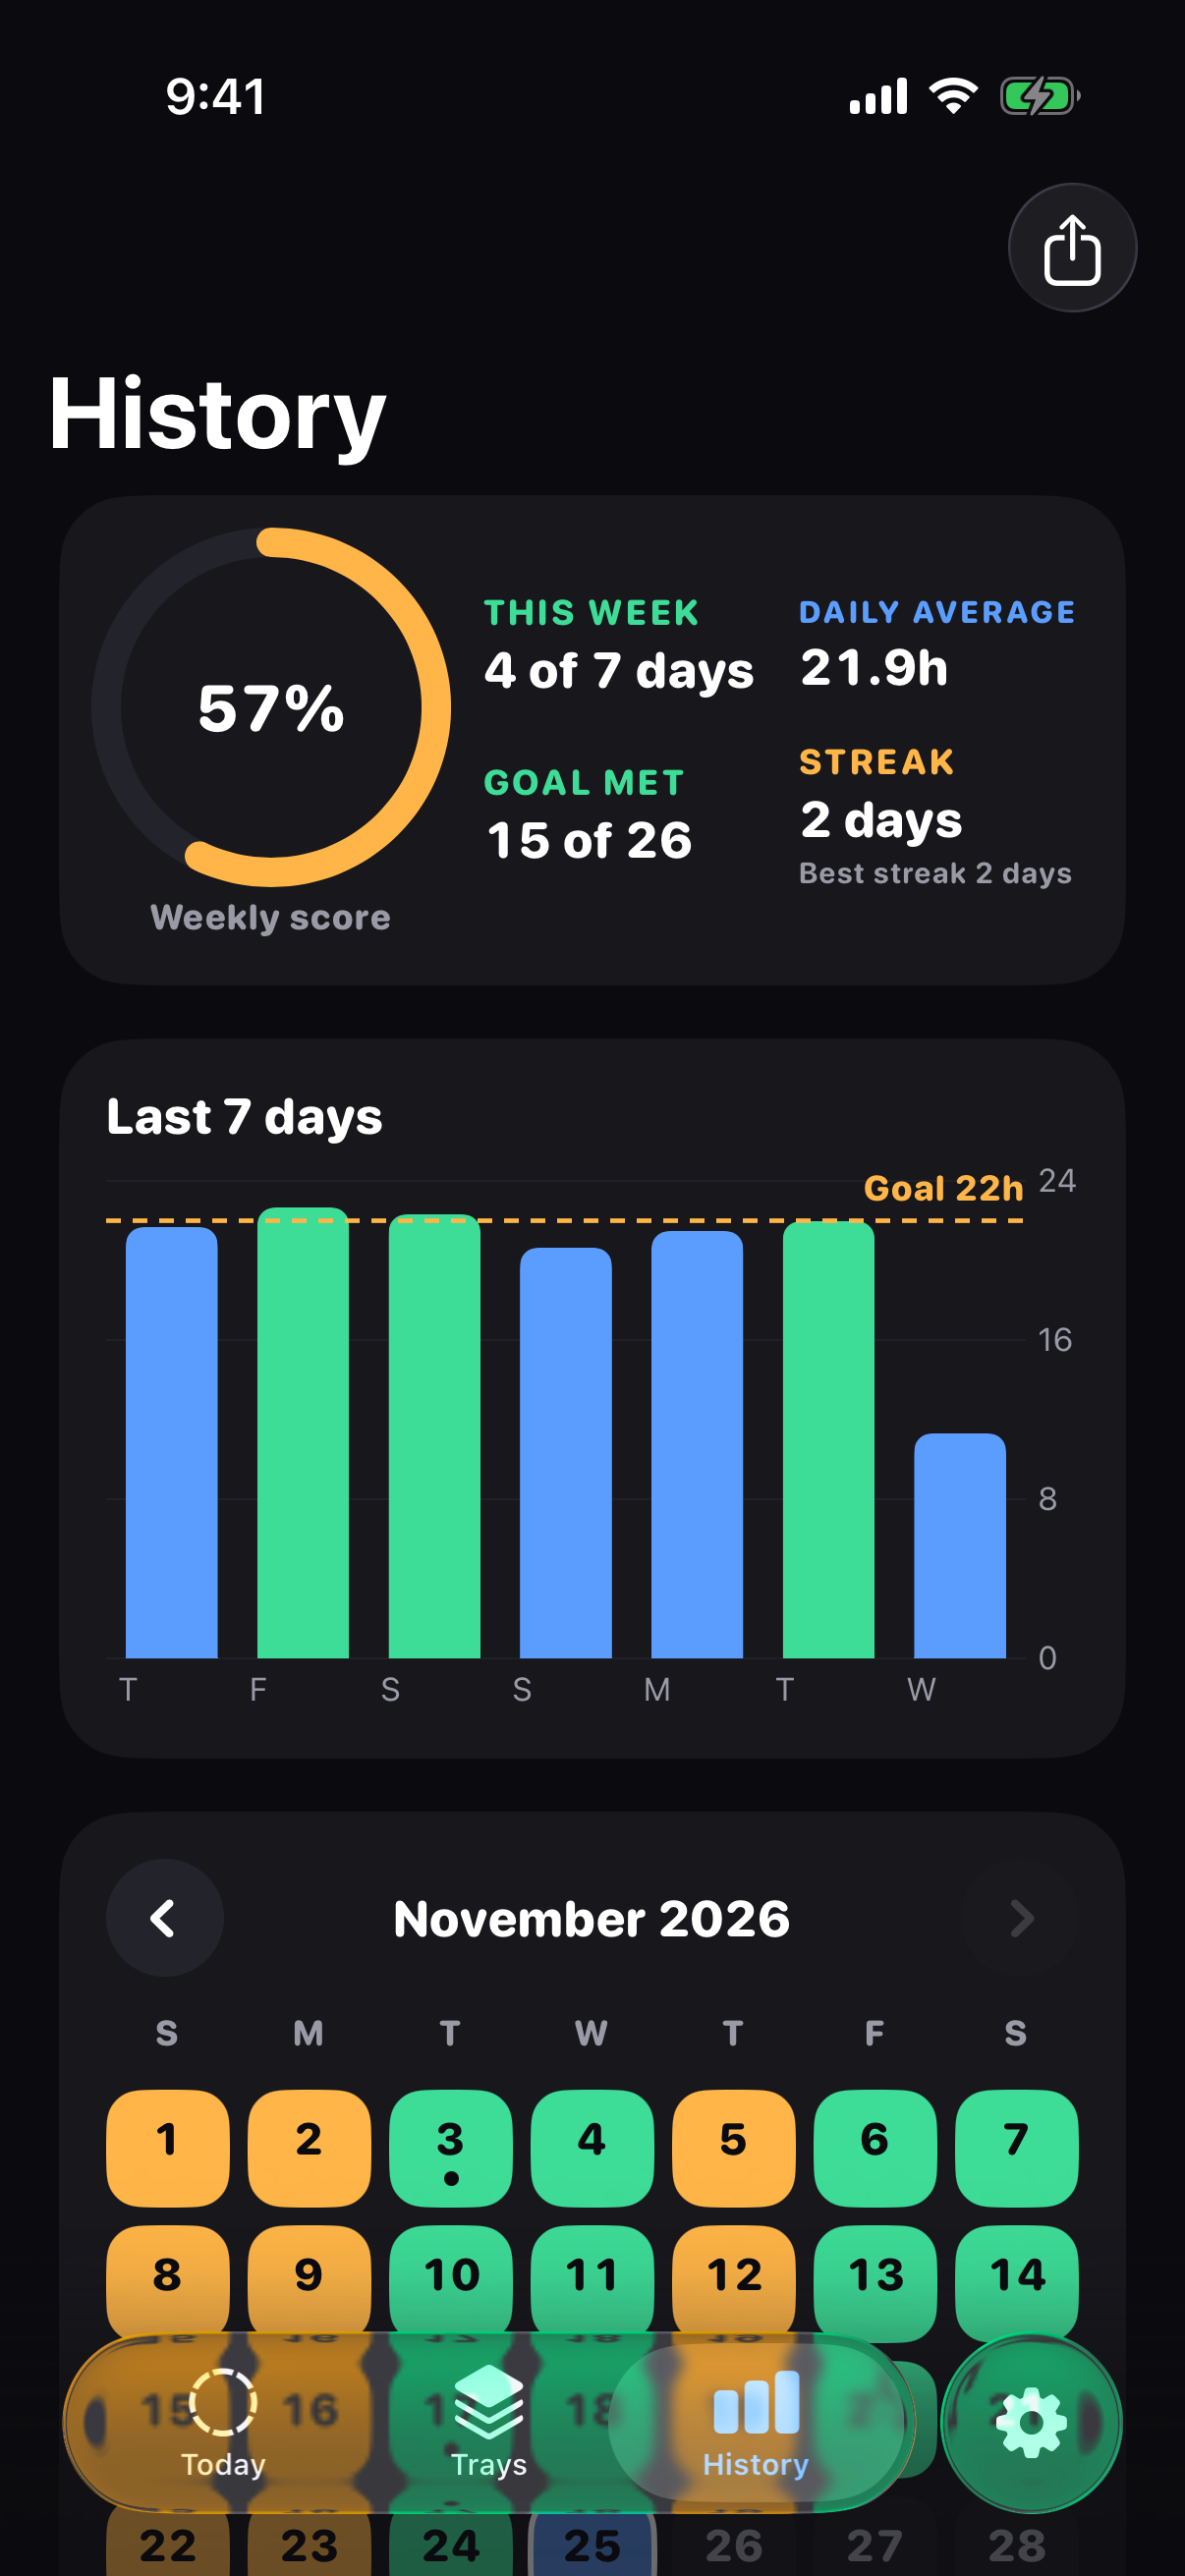 9:41
History
57%
Weekly score
THIS WEEK
4 of 7 days
DAILY AVERAGE
21.9h
GOAL MET
15 of 26
STREAK
2 days
Best streak 2 days
Last 7 days
Goal 22h
24
16
8
0
T F S S M T W
November 2026
S M T W T F S
1 2 3 4 5 6 7
8 9 10 11 12 13 14
15 16 17 18
Today Trays History
22 23 24 25 26 27 28